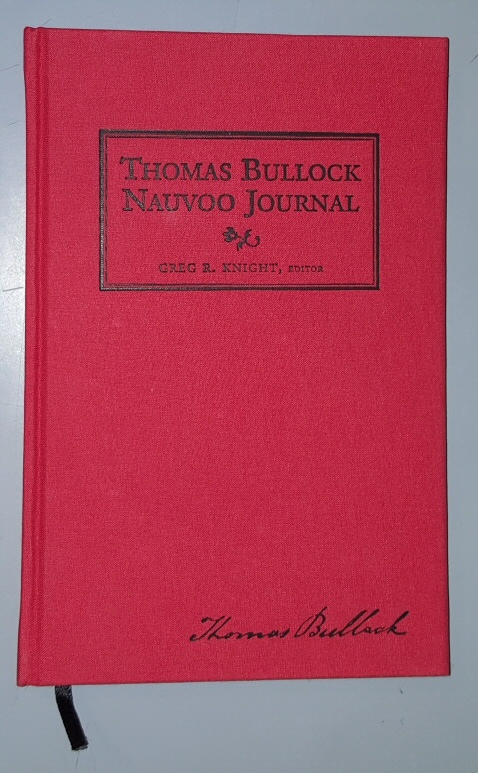 THOMAS BULLOCK
NAUVOO JOURNAL
GREG R. KNIGHT, EDITOR
Thomas Bullock